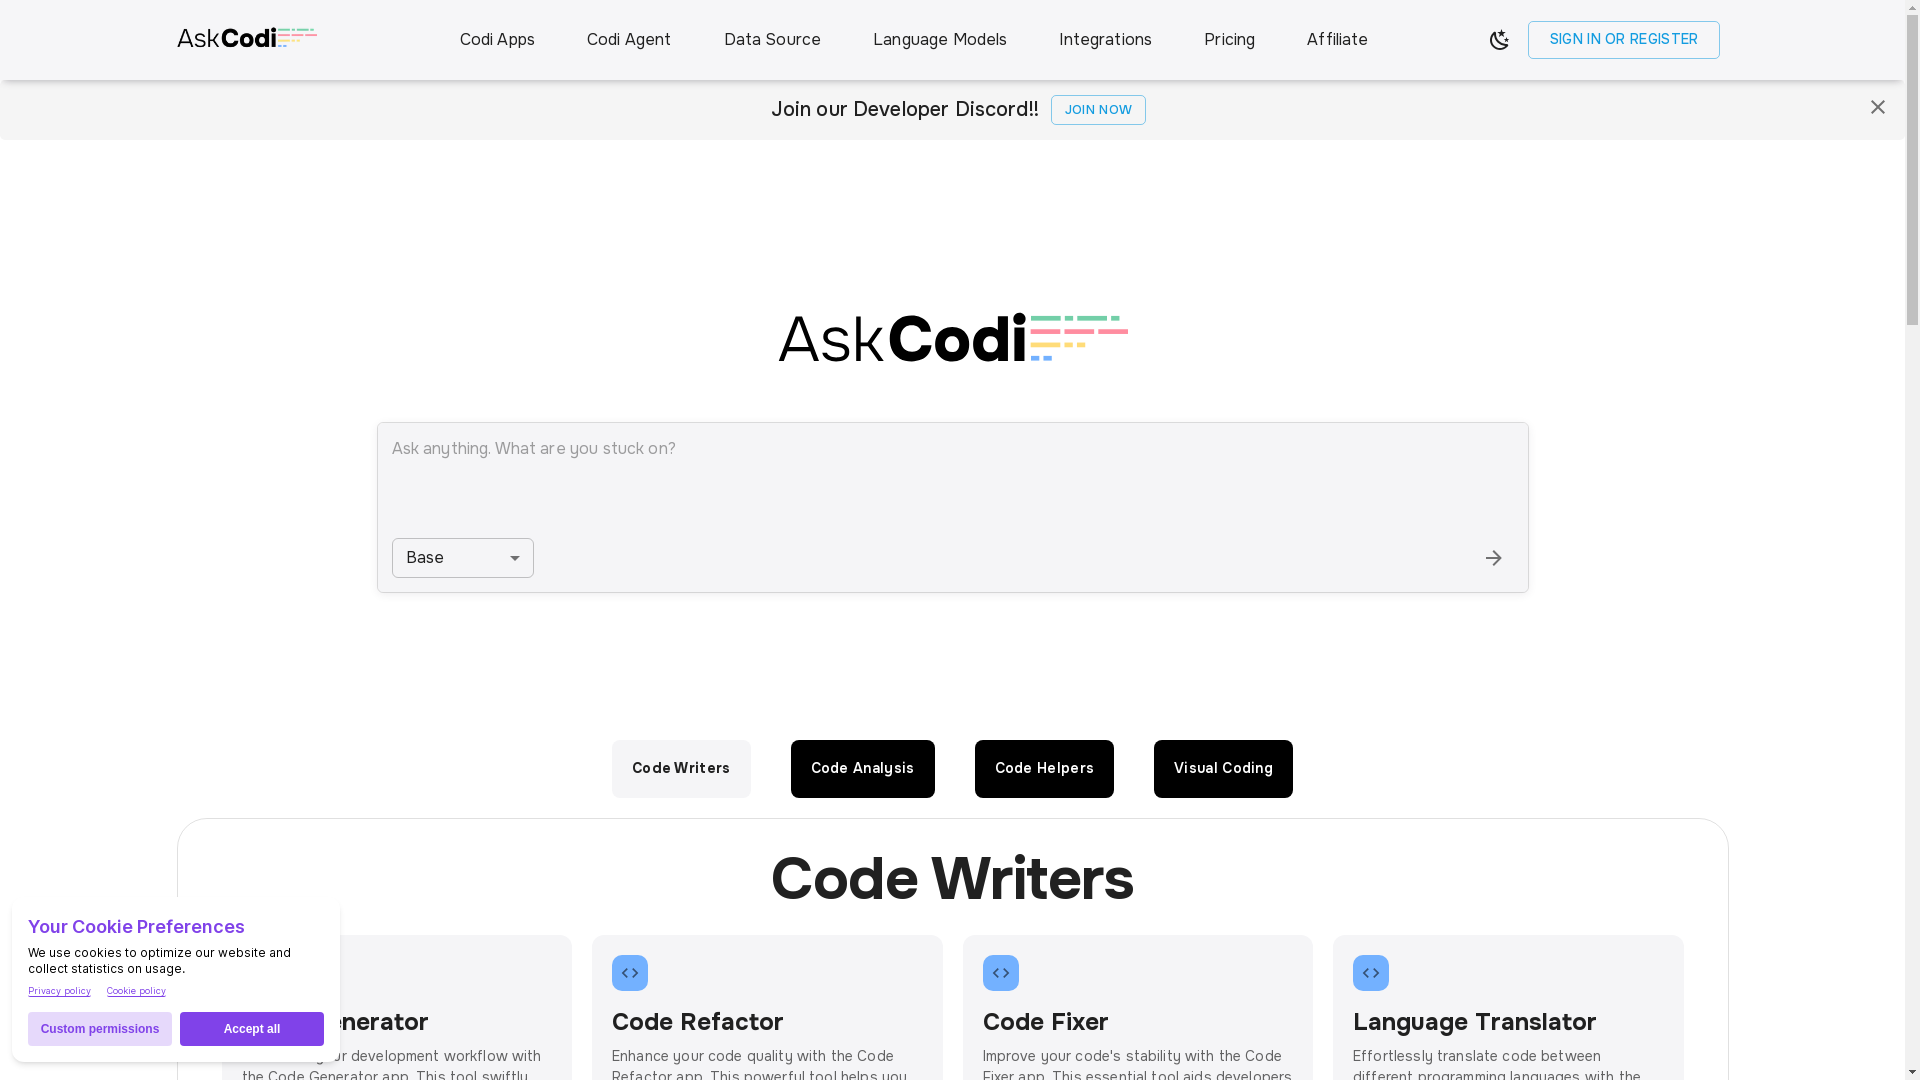 AskCodi
Codi Apps
Codi Agent
Data Source
Language Models
Integrations
Pricing
Affiliate
SIGN IN OR REGISTER
Join our Developer Discord!!
JOIN NOW
AskCodi
Ask anything. What are you stuck on?
Base
Code Writers
Code Analysis
Code Helpers
Visual Coding
Code Writers
Code Refactor
Enhance your code quality with the Code
Refactor app. This powerful tool helps you
Code Fixer
Improve your code's stability with the Code
Fixer app. This essential tool aids developers
Language Translator
Effortlessly translate code between
different programming languages with the
development workflow with
the Code Generator app. This tool swiftly
Your Cookie Preferences
We use cookies to optimize our website and
collect statistics on usage.
Privacy policy
Cookie policy
Custom permissions
Accept all